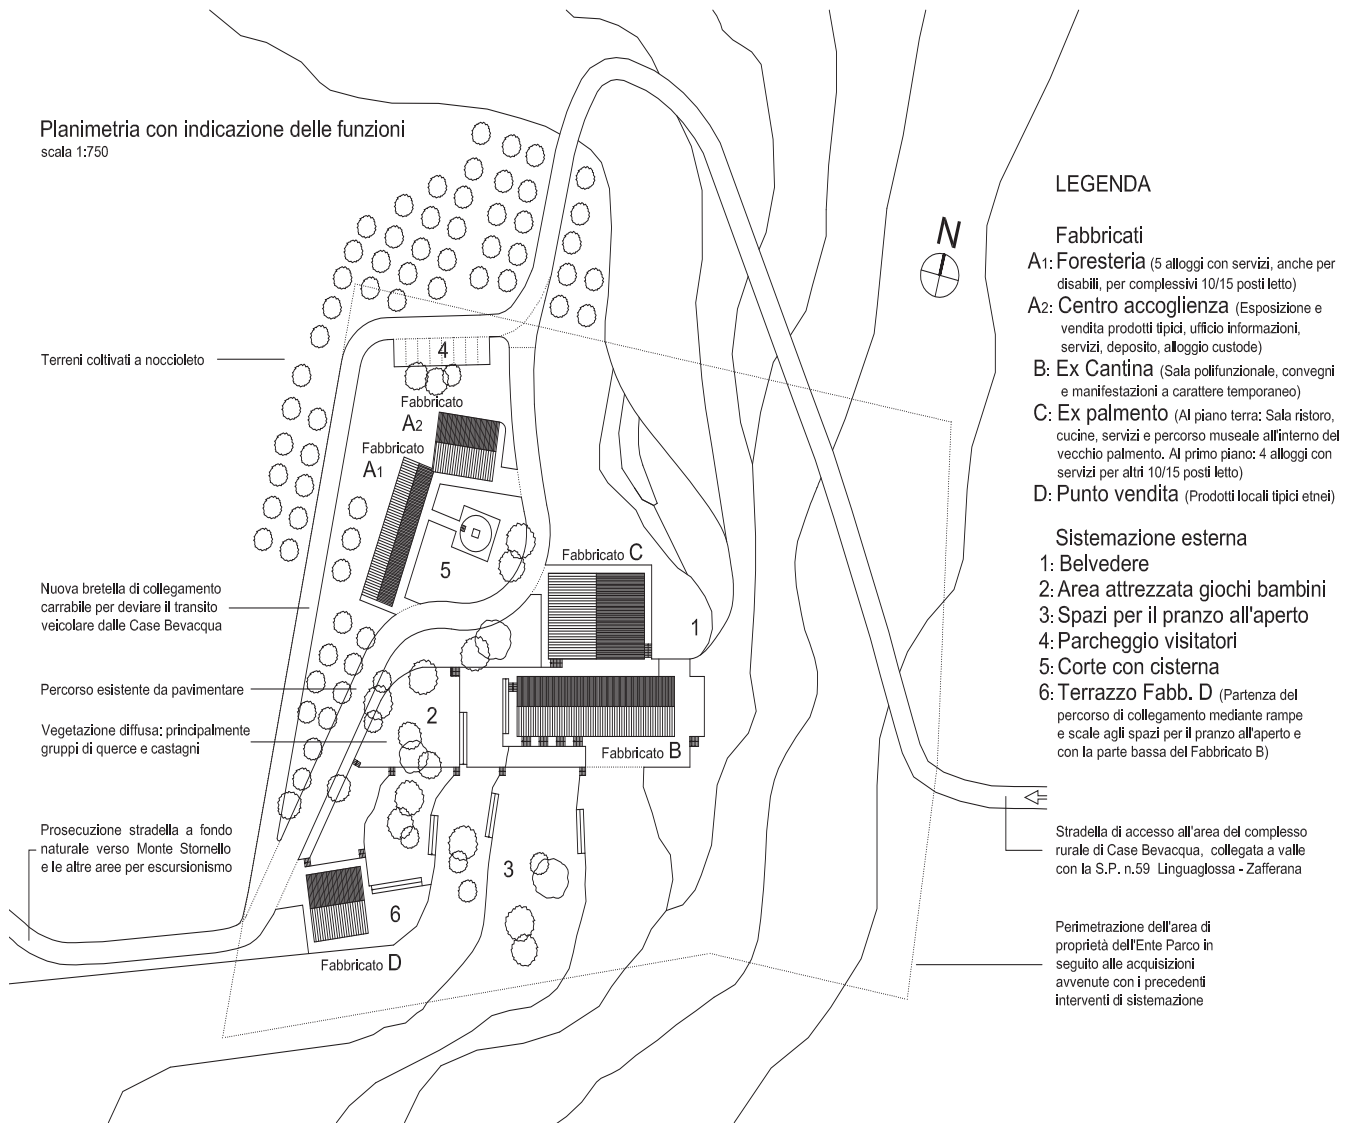 Planimetria con indicazione delle funzioni
scala 1:750
Terreni coltivati a noccioleto
Nuova bretella di collegamento
carrabile per deviare il transito
veicolare dalle Case Bevacqua
Percorso esistente da pavimentare
Vegetazione diffusa: principalmente
gruppi di querce e castagni
Prosecuzione stradella a fondo
naturale verso Monte Stornello
e le altre aree per escursionismo
4
Fabbricato
A2
Fabbricato
A1
5
Fabbricato C
1
2
Fabbricato B
3
6
Fabbricato D
N
LEGENDA
Fabbricati
A1: Foresteria (5 alloggi con servizi, anche per
disabili, per complessivi 10/15 posti letto)
A2: Centro accoglienza (Esposizione e
vendita prodotti tipici, ufficio informazioni,
servizi, deposito, alloggio custode)
B: Ex Cantina (Sala polifunzionale, convegni
e manifestazioni a carattere temporaneo)
C: Ex palmento (Al piano terra: Sala ristoro,
cucine, servizi e percorso museale all'interno del
vecchio palmento. Al primo piano: 4 alloggi con
servizi per altri 10/15 posti letto)
D: Punto vendita (Prodotti locali tipici etnei)
Sistemazione esterna
1: Belvedere
2: Area attrezzata giochi bambini
3: Spazi per il pranzo all'aperto
4: Parcheggio visitatori
5: Corte con cisterna
6: Terrazzo Fabb. D (Partenza del
percorso di collegamento mediante rampe
e scale agli spazi per il pranzo all'aperto e
con la parte bassa del Fabbricato B)
Stradella di accesso all'area del complesso
rurale di Case Bevacqua, collegata a valle
con la S.P. n.59 Linguaglossa - Zafferana
Perimetrazione dell'area di
proprietà dell'Ente Parco in
seguito alle acquisizioni
avvenute con i precedenti
interventi di sistemazione